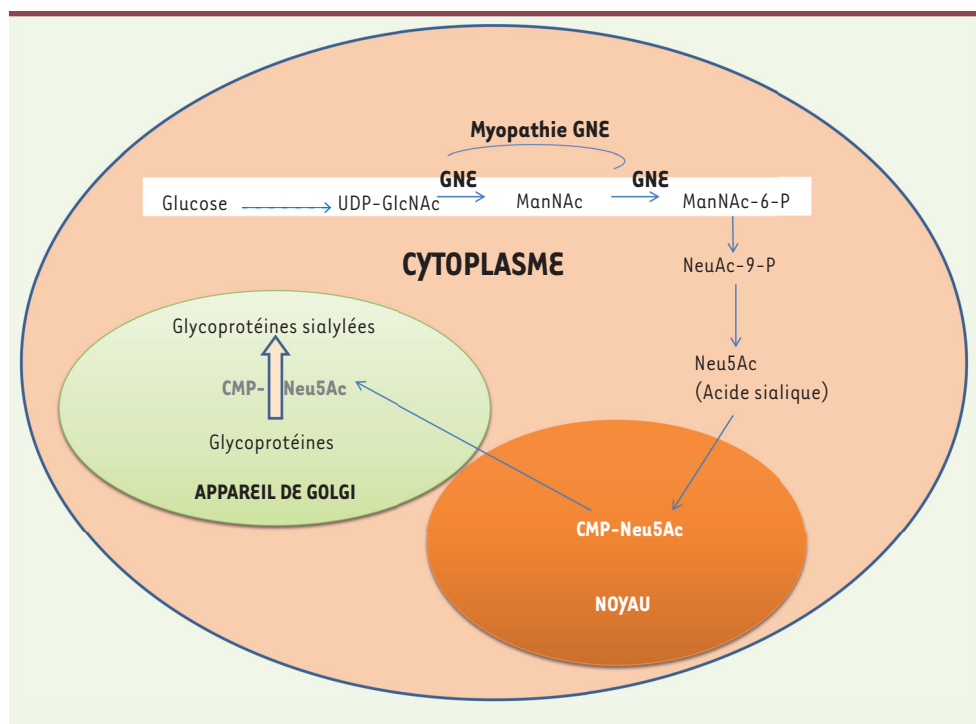 Myopathie GNE
GNE GNE
Glucose UDP-GlcNAc ManNAc ManNAc-6-P
CYTOPLASME
NeuAc-9-P
Neu5Ac
(Acide sialique)
Glycoprotéines sialylées
CMP- Neu5Ac
Glycoprotéines
APPAREIL DE GOLGI
CMP-Neu5Ac
NOYAU